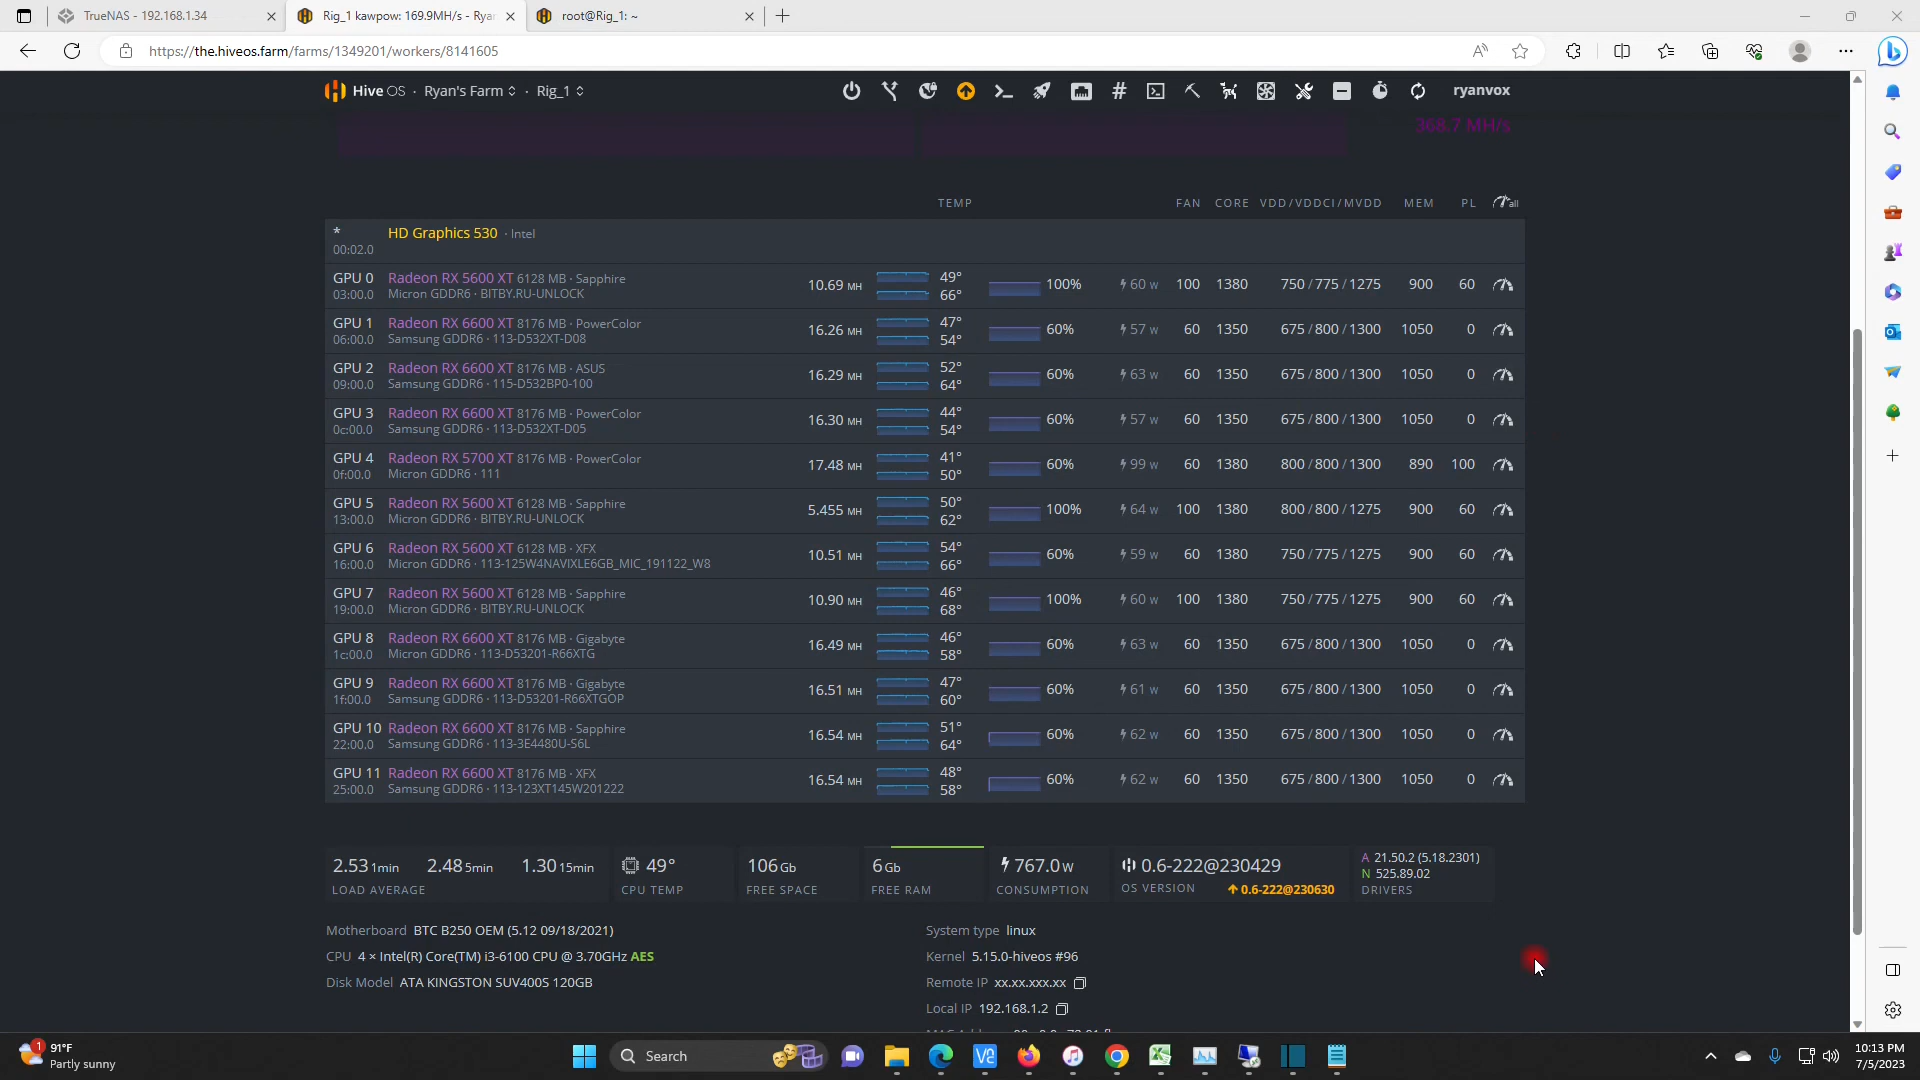 TrueNAS - 192.168.1.34
Rig_1 kawpow: 169.9MH/s - Rya
root@Rig_1: ~
https://the.hiveos.farm/farms/1349201/workers/8141605
Hive OS · Ryan's Farm · Rig_1
ryanvox
368.7 MH/s
TEMP FAN CORE VDD/VDDCI/MVDD MEM PL all
* HD Graphics 530 · Intel
00:02.0
GPU 0 Radeon RX 5600 XT 6128 MB · Sapphire 10.69 MH 49° 100% 60 W 100 1380 750 / 775 / 1275 900 60
03:00.0 Micron GDDR6 · BITBY.RU-UNLOCK 66°
GPU 1 Radeon RX 6600 XT 8176 MB · PowerColor 16.26 MH 47° 60% 57 W 60 1350 675 / 800 / 1300 1050 0
06:00.0 Samsung GDDR6 · 113-D532XT-D08 54°
GPU 2 Radeon RX 6600 XT 8176 MB · ASUS 16.29 MH 52° 60% 63 W 60 1350 675 / 800 / 1300 1050 0
09:00.0 Samsung GDDR6 · 115-D532BP0-100 64°
GPU 3 Radeon RX 6600 XT 8176 MB · PowerColor 16.30 MH 44° 60% 57 W 60 1350 675 / 800 / 1300 1050 0
0c:00.0 Samsung GDDR6 · 113-D532XT-D05 54°
GPU 4 Radeon RX 5700 XT 8176 MB · PowerColor 17.48 MH 41° 60% 99 W 60 1380 800 / 800 / 1300 890 100
0f:00.0 Micron GDDR6 · 111 50°
GPU 5 Radeon RX 5600 XT 6128 MB · Sapphire 5.455 MH 50° 100% 64 W 100 1380 800 / 800 / 1275 900 60
13:00.0 Micron GDDR6 · BITBY.RU-UNLOCK 62°
GPU 6 Radeon RX 5600 XT 6128 MB · XFX 10.51 MH 54° 60% 59 W 60 1380 750 / 775 / 1275 900 60
16:00.0 Micron GDDR6 · 113-125W4NAVIXLE6GB_MIC_191122_W8 66°
GPU 7 Radeon RX 5600 XT 6128 MB · Sapphire 10.90 MH 46° 100% 60 W 100 1380 750 / 775 / 1275 900 60
19:00.0 Micron GDDR6 · BITBY.RU-UNLOCK 68°
GPU 8 Radeon RX 6600 XT 8176 MB · Gigabyte 16.49 MH 46° 60% 63 W 60 1350 675 / 800 / 1300 1050 0
1c:00.0 Micron GDDR6 · 113-D53201-R66XTG 58°
GPU 9 Radeon RX 6600 XT 8176 MB · Gigabyte 16.51 MH 47° 60% 61 W 60 1350 675 / 800 / 1300 1050 0
1f:00.0 Samsung GDDR6 · 113-D53201-R66XTGOP 60°
GPU 10 Radeon RX 6600 XT 8176 MB · Sapphire 16.54 MH 51° 60% 62 W 60 1350 675 / 800 / 1300 1050 0
22:00.0 Samsung GDDR6 · 113-3E4480U-S6L 64°
GPU 11 Radeon RX 6600 XT 8176 MB · XFX 16.54 MH 48° 60% 62 W 60 1350 675 / 800 / 1300 1050 0
25:00.0 Samsung GDDR6 · 113-123XT145W201222 58°
2.53 1min 2.48 5min 1.30 15min
LOAD AVERAGE
49°
CPU TEMP
106 Gb
FREE SPACE
6 Gb
FREE RAM
767.0 W
CONSUMPTION
0.6-222@230429
OS VERSION 0.6-222@230630
A 21.50.2 (5.18.2301)
N 525.89.02
DRIVERS
Motherboard BTC B250 OEM (5.12 09/18/2021)
CPU 4 × Intel(R) Core(TM) i3-6100 CPU @ 3.70GHz AES
Disk Model ATA KINGSTON SUV400S 120GB
System type linux
Kernel 5.15.0-hiveos #96
Remote IP xx.xx.xxx.xx
Local IP 192.168.1.2
1
91°F
Partly sunny
Search
10:13 PM
7/5/2023